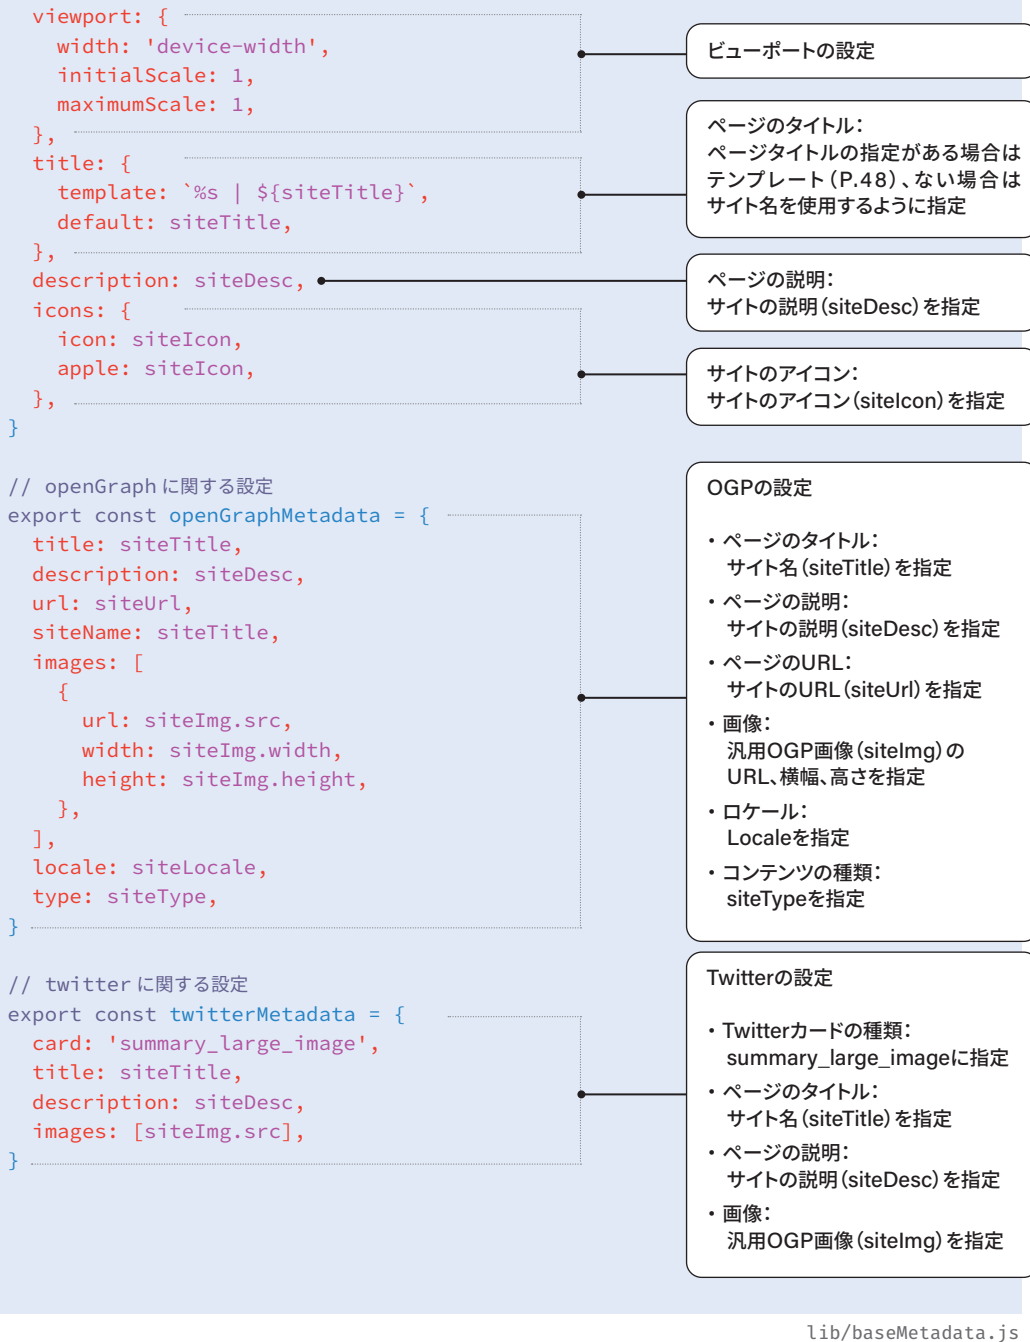 viewport: {
width: 'device-width',
initialScale: 1,
maximumScale: 1,
},
title: {
template: `%s | ${siteTitle}`,
default: siteTitle,
},
description: siteDesc,
icons: {
icon: siteIcon,
apple: siteIcon,
},
}
ビューポートの設定
ページのタイトル：
ページタイトルの指定がある場合は
テンプレート（P.48）、ない場合は
サイト名を使用するように指定
ページの説明：
サイトの説明（siteDesc）を指定
サイトのアイコン：
サイトのアイコン（siteIcon）を指定
// openGraph に関する設定
export const openGraphMetadata = {
title: siteTitle,
description: siteDesc,
url: siteUrl,
siteName: siteTitle,
images: [
{
url: siteImg.src,
width: siteImg.width,
height: siteImg.height,
},
],
locale: siteLocale,
type: siteType,
}
OGPの設定
・ページのタイトル：
サイト名（siteTitle）を指定
・ページの説明：
サイトの説明（siteDesc）を指定
・ページのURL：
サイトのURL（siteUrl）を指定
・画像：
汎用OGP画像（siteImg）の
URL、横幅、高さを指定
・ロケール：
Localeを指定
・コンテンツの種類：
siteTypeを指定
// twitter に関する設定
export const twitterMetadata = {
card: 'summary_large_image',
title: siteTitle,
description: siteDesc,
images: [siteImg.src],
}
Twitterの設定
・Twitterカードの種類：
summary_large_imageに指定
・ページのタイトル：
サイト名（siteTitle）を指定
・ページの説明：
サイトの説明（siteDesc）を指定
・画像：
汎用OGP画像（siteImg）を指定
lib/baseMetadata.js